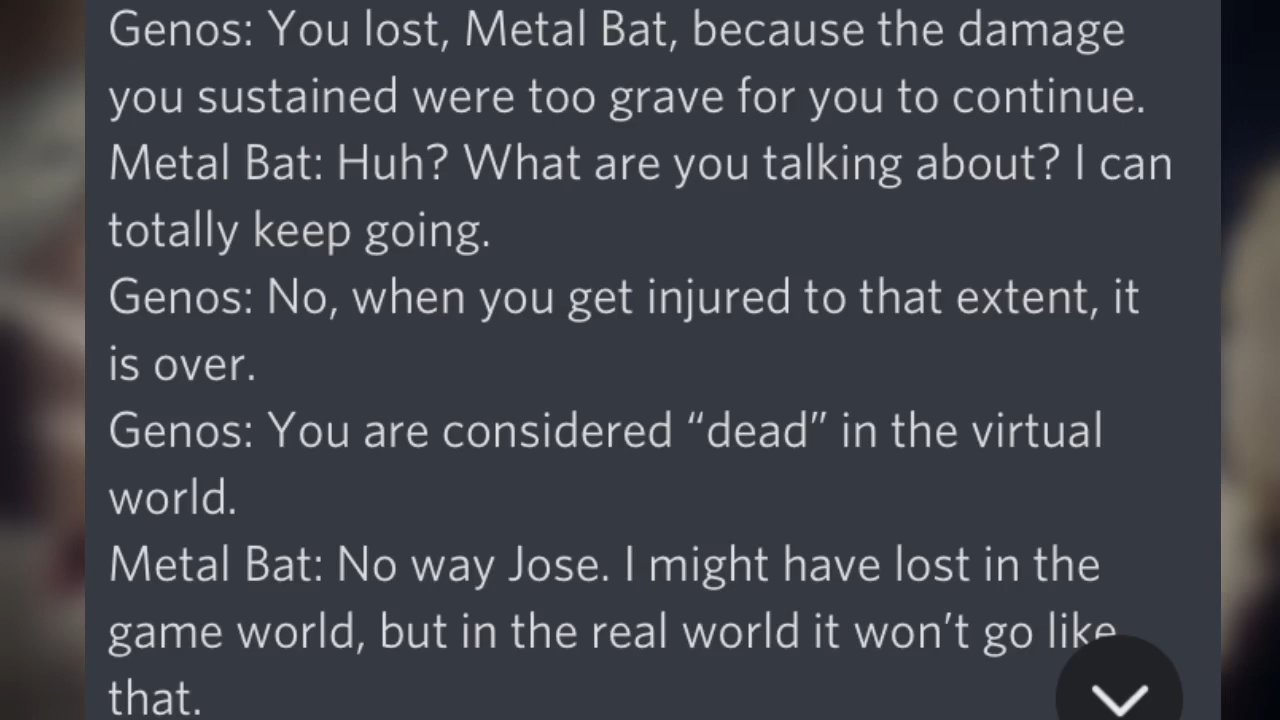 Genos: You lost, Metal Bat, because the damage
you sustained were too grave for you to continue.
Metal Bat: Huh? What are you talking about? I can
totally keep going.
Genos: No, when you get injured to that extent, it
is over.
Genos: You are considered “dead” in the virtual
world.
Metal Bat: No way Jose. I might have lost in the
game world, but in the real world it won’t go like
that.